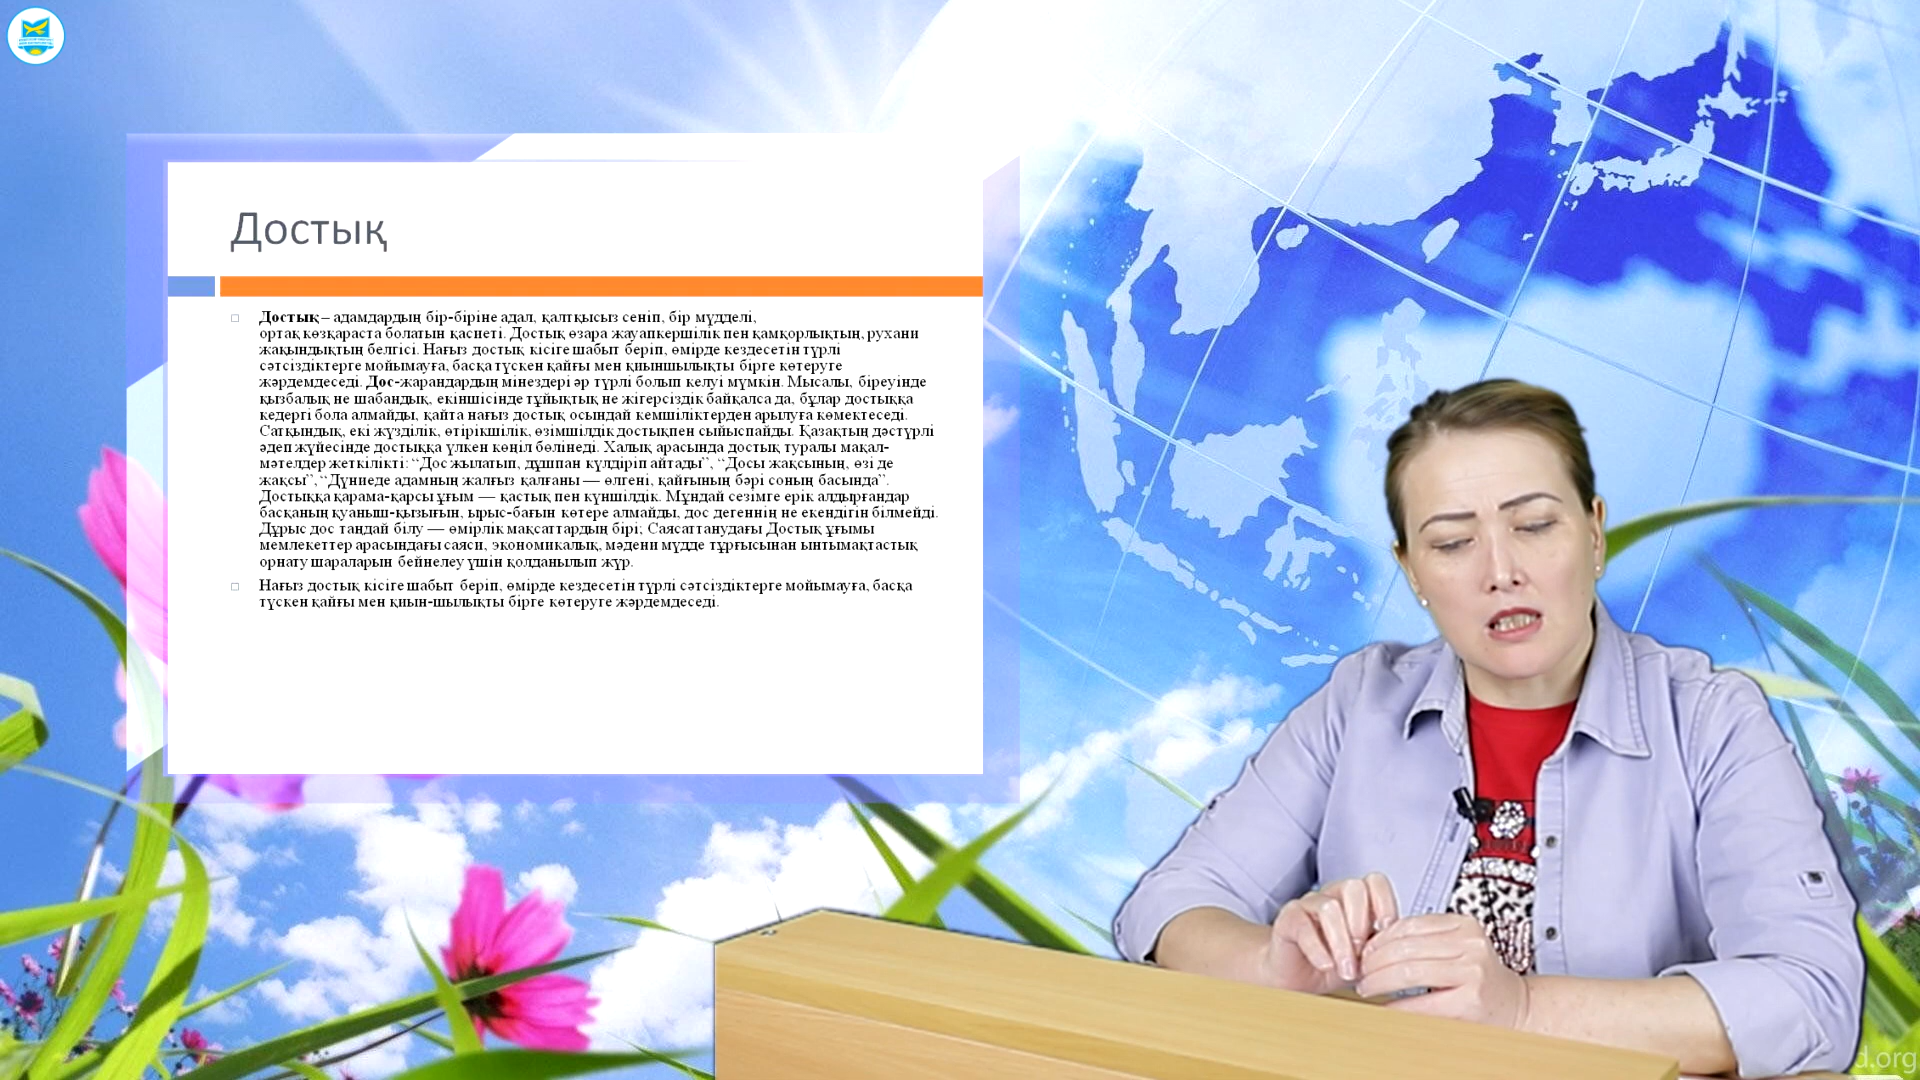 Достық
Достық – адамдардың бір-біріне адал, қалтқысыз сеніп, бір мүдделі,
ортақ көзқараста болатын қасиеті. Достық өзара жауапкершілік пен қамқорлықтың, рухани
жақындықтың белгісі. Нағыз достық кісіге шабыт беріп, өмірде кездесетін түрлі
сәтсіздіктерге мойымауға, басқа түскен қайғы мен қиыншылықты бірге көтеруге
жәрдемдеседі. Дос-жарандардың мінездері әр түрлі болып келуі мүмкін. Мысалы, біреуінде
қызбалық не шабандық, екіншісінде тұйықтық не жігерсіздік байқалса да, бұлар достыққа
кедергі бола алмайды, қайта нағыз достық осындай кемшіліктерден арылуға көмектеседі.
Сатқындық, екі жүзділік, өтірікшілік, өзімшілдік достықпен сыйыспайды. Қазақтың дәстүрлі
әдеп жүйесінде достыққа үлкен көңіл бөлінеді. Халық арасында достық туралы мақал-
мәтелдер жеткілікті: “Дос жылатып, дұшпан күлдіріп айтады”, “Досы жақсының, өзі де
жақсы”, “Дүниеде адамның жалғыз қалғаны — өлгені, қайғының бәрі соның басында”.
Достыққа қарама-қарсы ұғым — қастық пен күншілдік. Мұндай сезімге ерік алдырғандар
басқаның қуаныш-қызығын, ырыс-бағын көтере алмайды, дос дегеннің не екендігін білмейді.
Дұрыс дос таңдай білу — өмірлік мақсаттардың бірі; Саясаттанудағы Достық ұғымы
мемлекеттер арасындағы саяси, экономикалық, мәдени мүдде тұрғысынан ынтымақтастық
орнату шараларын бейнелеу үшін қолданылып жүр.
Нағыз достық кісіге шабыт беріп, өмірде кездесетін түрлі сәтсіздіктерге мойымауға, басқа
түскен қайғы мен қиын-шылықты бірге көтеруге жәрдемдеседі.
d.org